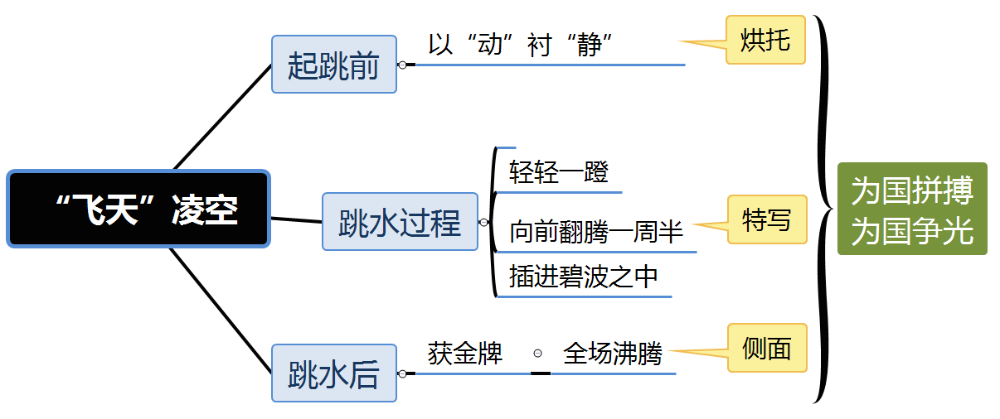 “飞天”凌空
起跳前
以“动”衬“静”
烘托
跳水过程
轻轻一蹬
向前翻腾一周半
插进碧波之中
特写
跳水后
获金牌
全场沸腾
侧面
为国拼搏
为国争光